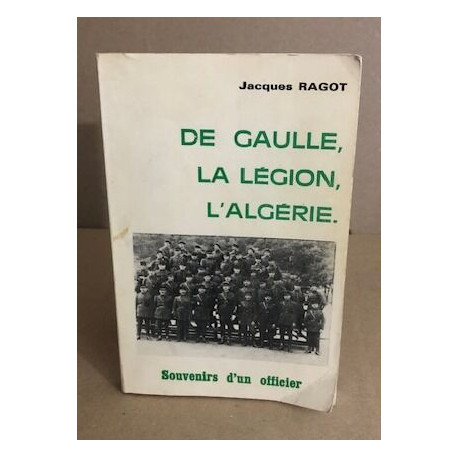 Jacques RAGOT
DE GAULLE,
LA LÉGION,
L'ALGÉRIE.
Souvenirs d'un officier